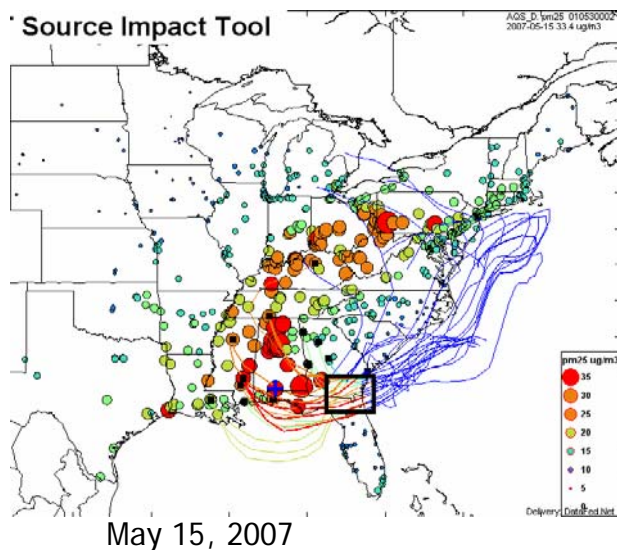 Source Impact Tool
AQS_D. pm25 010530002
2007-05-15 33.4 ug/m3
pm25 ug/m3
35
30
25
20
15
10
5
0
Delivery: DataFed.Net
May 15, 2007